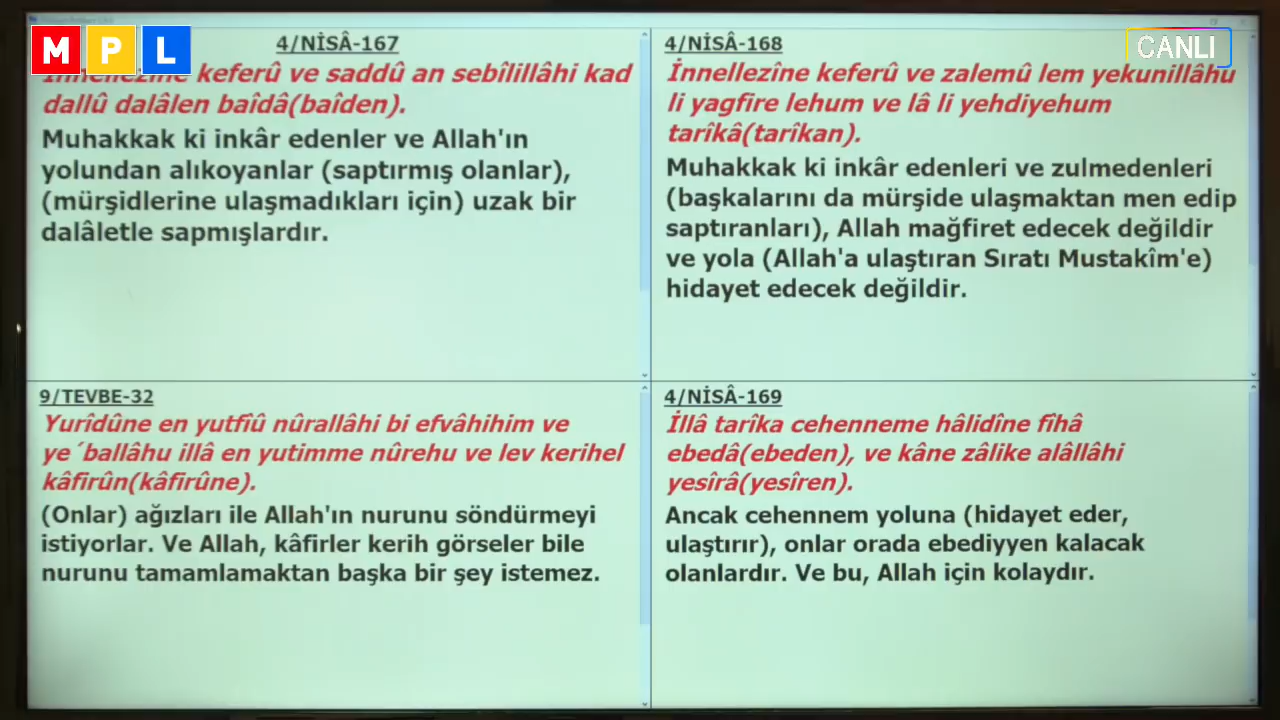 MPL
CANLI
4/NİSÂ-167
İnnellezîne keferû ve saddû an sebîlillâhi kad
dallû dalâlen baîdâ(baîden).
Muhakkak ki inkâr edenler ve Allah'ın
yolundan alıkoyanlar (saptırmış olanlar),
(mürşidlerine ulaşmadıkları için) uzak bir
dalâletle sapmışlardır.
4/NİSÂ-168
İnnellezîne keferû ve zalemû lem yekunillâhu
li yagfire lehum ve lâ li yehdiyehum
tarîkâ(tarîkan).
Muhakkak ki inkâr edenleri ve zulmedenleri
(başkalarını da mürşide ulaşmaktan men edip
saptıranları), Allah mağfiret edecek değildir
ve yola (Allah'a ulaştıran Sıratı Mustakîm'e)
hidayet edecek değildir.
9/TEVBE-32
Yurîdûne en yutfîû nûrallâhi bi efvâhihim ve
ye´ballâhu illâ en yutimme nûrehu ve lev kerihel
kâfirûn(kâfirûne).
(Onlar) ağızları ile Allah'ın nurunu söndürmeyi
istiyorlar. Ve Allah, kâfirler kerih görseler bile
nurunu tamamlamaktan başka bir şey istemez.
4/NİSÂ-169
İllâ tarîka cehenneme hâlidîne fîhâ
ebedâ(ebeden), ve kâne zâlike alâllâhi
yesîrâ(yesîren).
Ancak cehennem yoluna (hidayet eder,
ulaştırır), onlar orada ebediyyen kalacak
olanlardır. Ve bu, Allah için kolaydır.